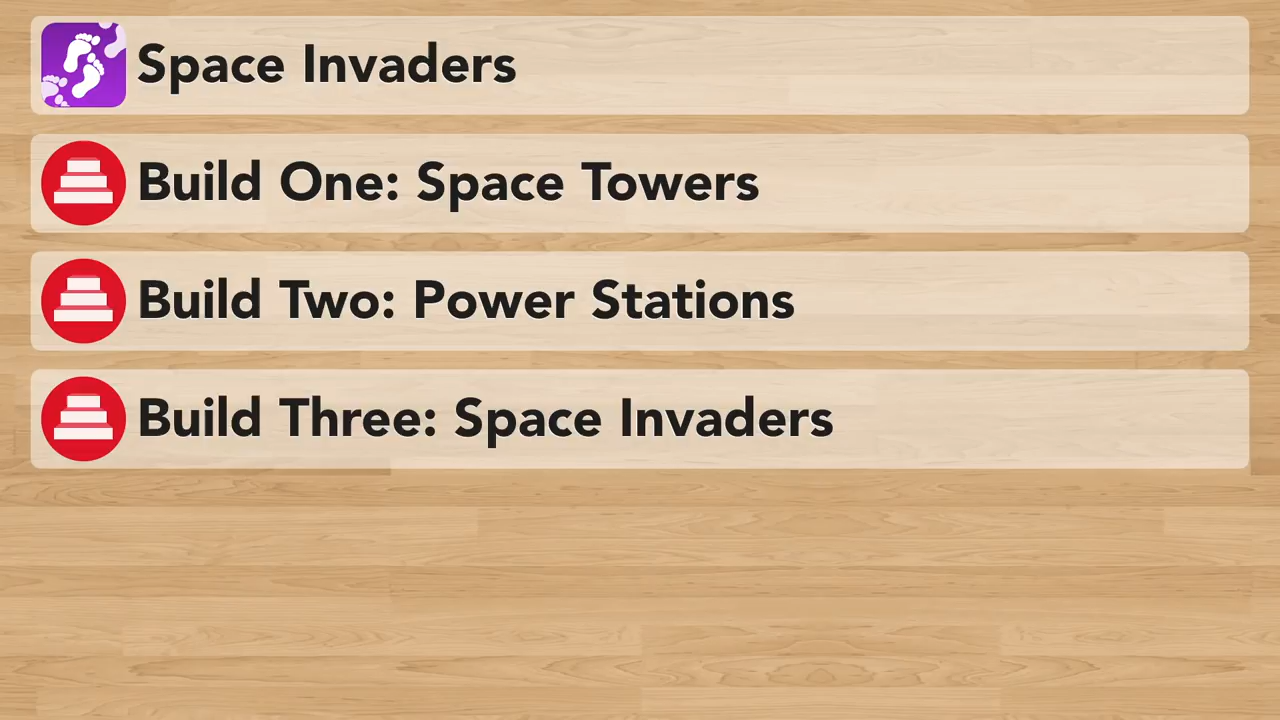 Space Invaders
Build One: Space Towers
Build Two: Power Stations
Build Three: Space Invaders